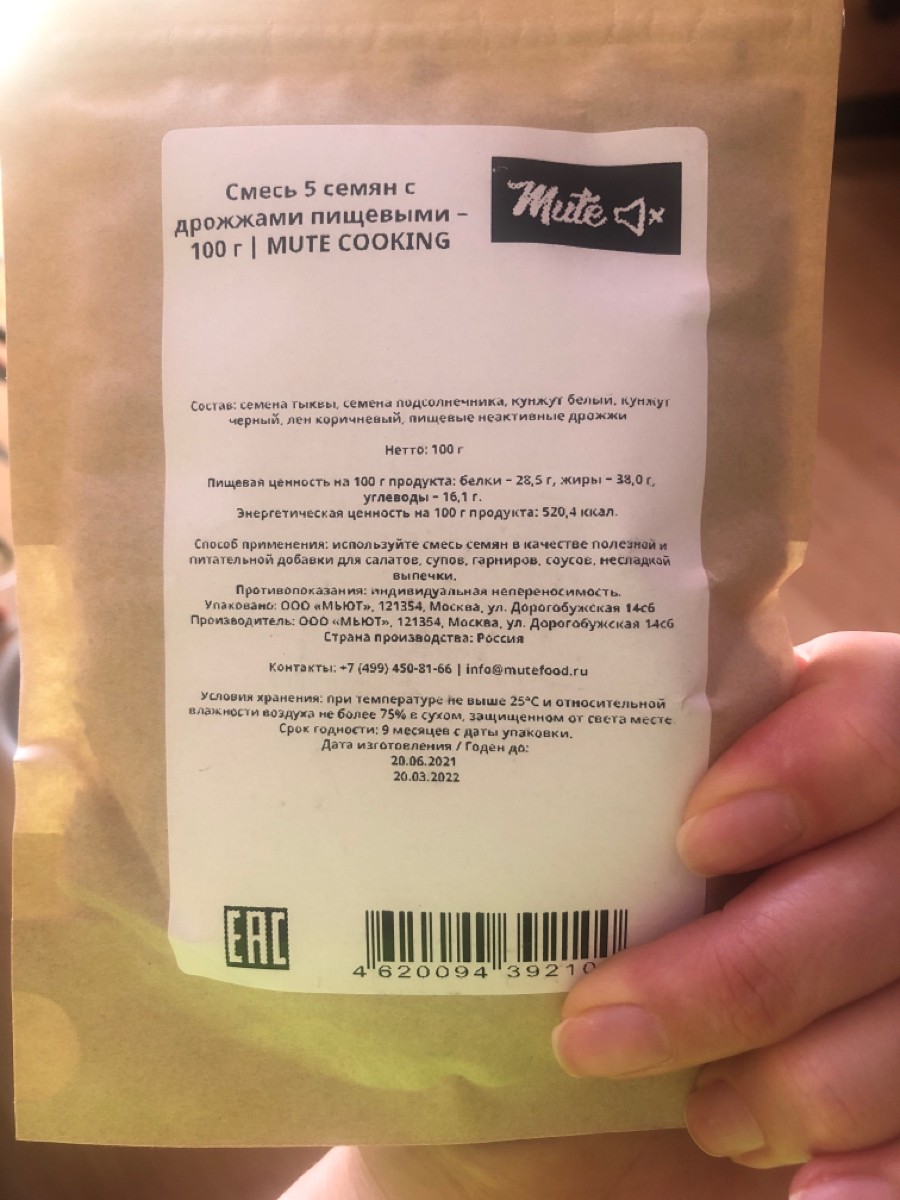 Смесь 5 семян с
дрожжами пищевыми –
100 г | MUTE COOKING
Mute
Состав: семена тыквы, семена подсолнечника, кунжут белый, кунжут
черный, лен коричневый, пищевые неактивные дрожжи
Нетто: 100 г
Пищевая ценность на 100 г продукта: белки – 28,5 г, жиры – 38,0 г,
углеводы – 16,1 г.
Энергетическая ценность на 100 г продукта: 520,4 ккал.
Способ применения: используйте смесь семян в качестве полезной и
питательной добавки для салатов, супов, гарниров, соусов, несладкой
выпечки.
Противопоказания: индивидуальная непереносимость.
Упаковано: ООО «МЬЮТ», 121354, Москва, ул. Дорогобужская 14сб
Производитель: ООО «МЬЮТ», 121354, Москва, ул. Дорогобужская 14сб
Страна производства: Россия
Контакты: +7 (499) 450-81-66 | info@mutefood.ru
Условия хранения: при температуре не выше 25°С и относительной
влажности воздуха не более 75% в сухом, защищенном от света месте.
Срок годности: 9 месяцев с даты упаковки.
Дата изготовления / Годен до:
20.06.2021
20.03.2022
EAC
4 620094 39210